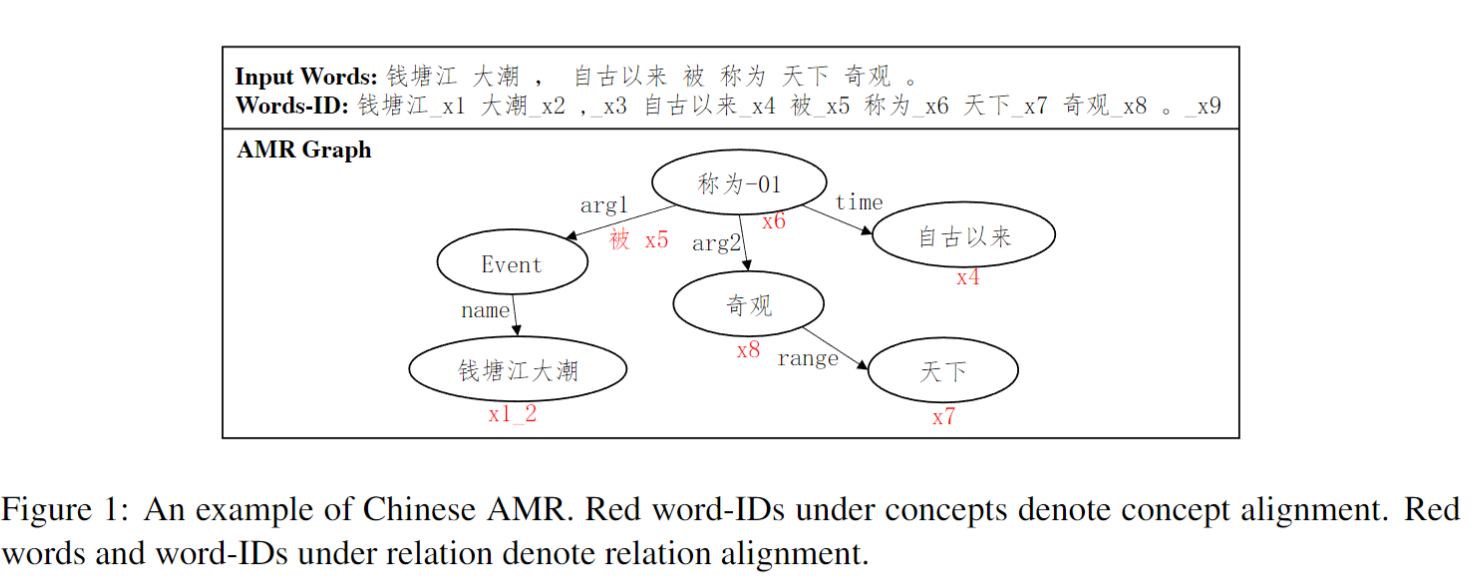 Input Words: 钱塘江 大潮 ， 自古以来 被 称为 天下 奇观 。
Words-ID: 钱塘江_x1 大潮_x2 ,_x3 自古以来_x4 被_x5 称为_x6 天下_x7 奇观_x8 。_x9
AMR Graph
称为-01
x6
arg1
被 x5
arg2
time
自古以来
x4
Event
name
奇观
x8
range
钱塘江大潮
x1_2
天下
x7
Figure 1: An example of Chinese AMR. Red word-IDs under concepts denote concept alignment. Red
words and word-IDs under relation denote relation alignment.